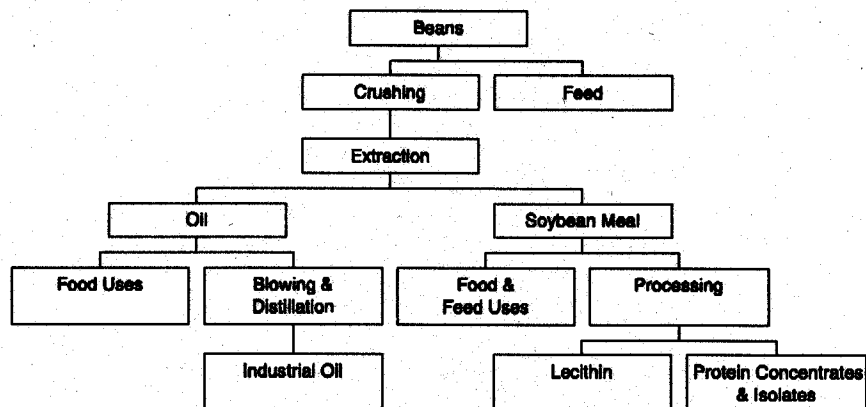 Beans
Crushing
Feed
Extraction
Oil
Soybean Meal
Food Uses
Blowing &
Distillation
Food &
Feed Uses
Processing
Industrial Oil
Lecithin
Protein Concentrates
& Isolates